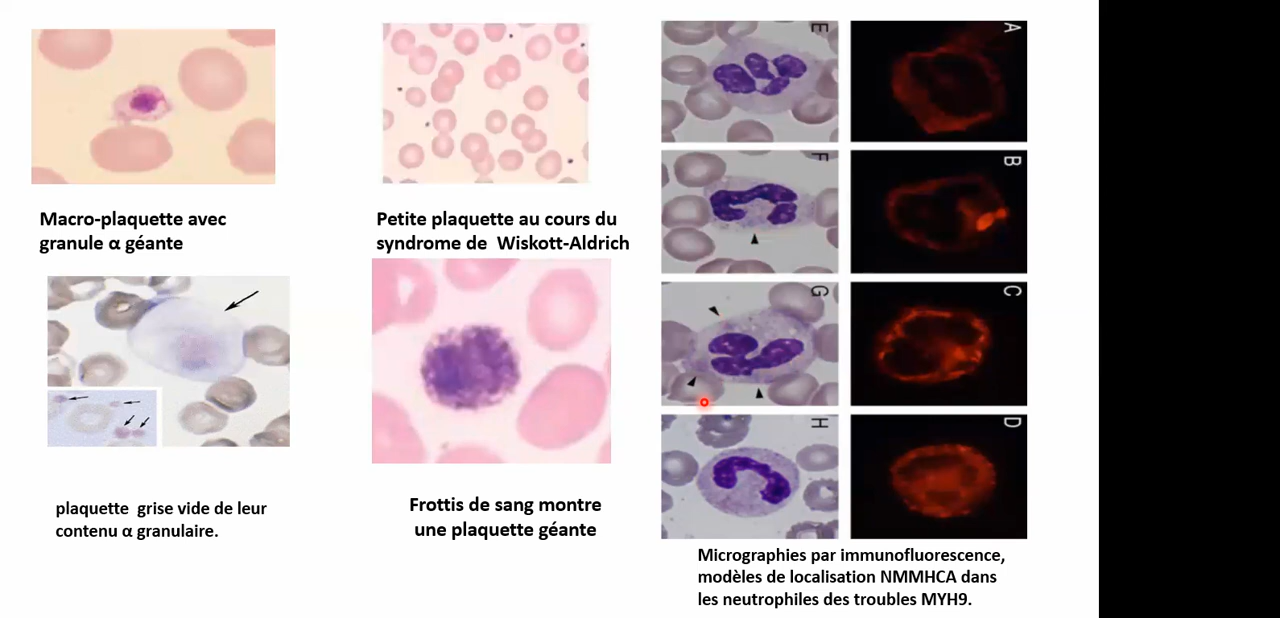 Macro-plaquette avec
granule α géante
Petite plaquette au cours du
syndrome de Wiskott-Aldrich
plaquette grise vide de leur
contenu α granulaire.
Frottis de sang montre
une plaquette géante
E
A
F
B
G
C
H
D
Micrographies par immunofluorescence,
modèles de localisation NMMHCA dans
les neutrophiles des troubles MYH9.